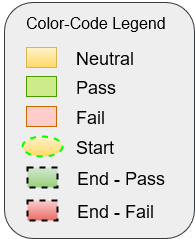 Color-Code Legend
Neutral
Pass
Fail
Start
End - Pass
End - Fail